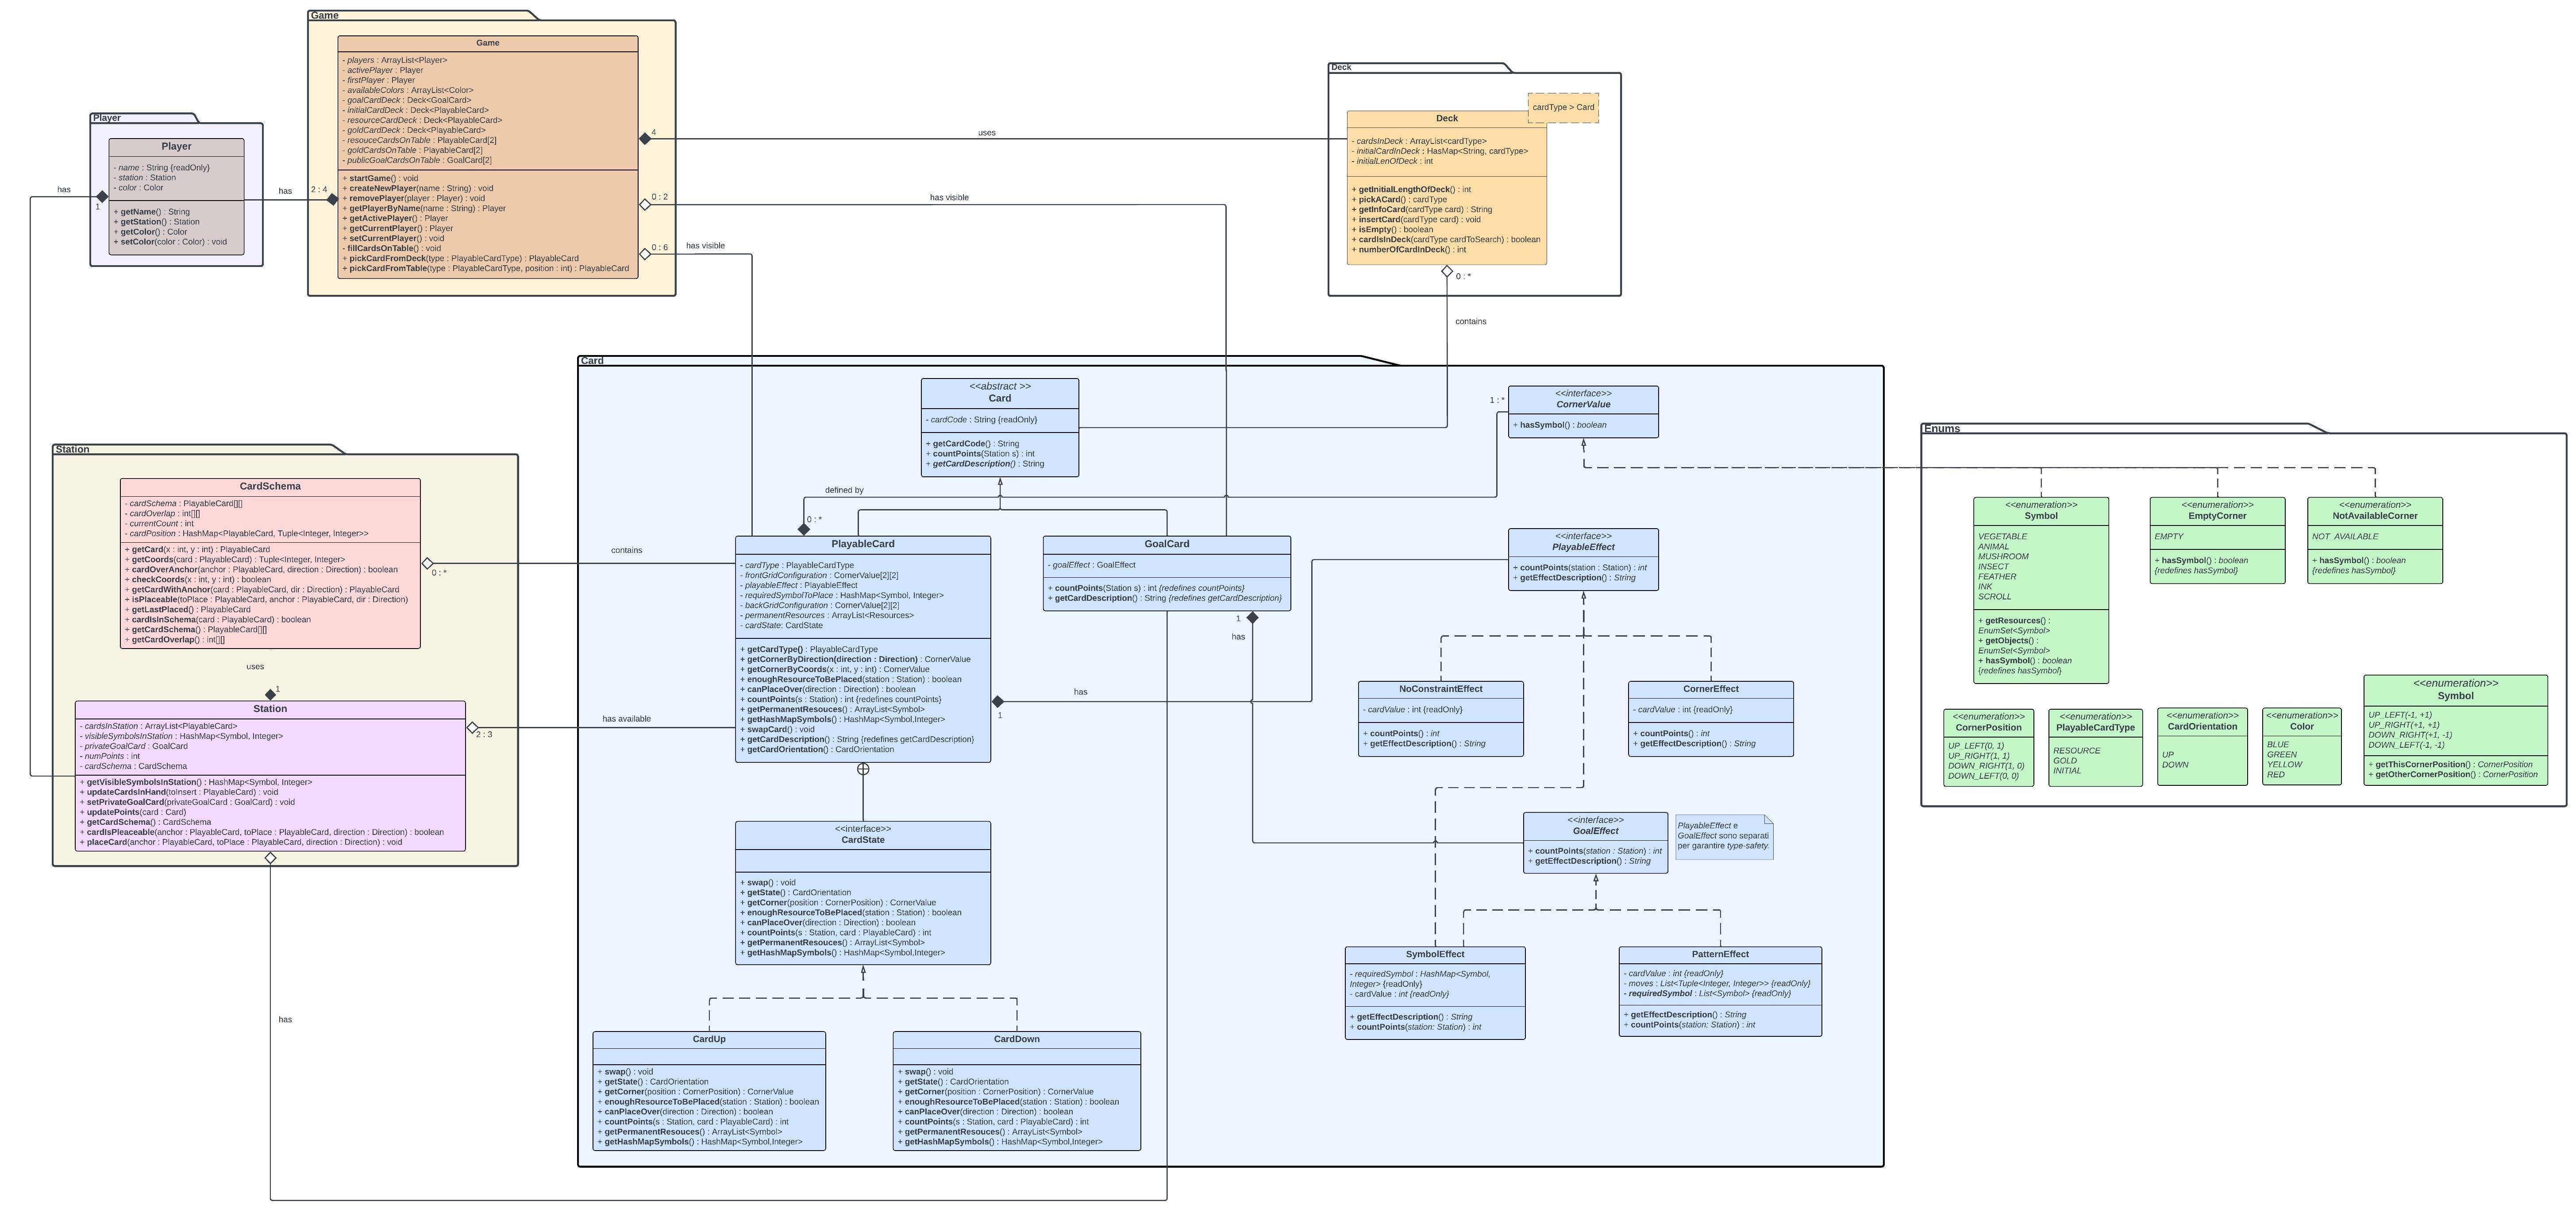 Game
Game
- players : ArrayList<Player>
- activePlayer : Player
- firstPlayer : Player
- availableColors : ArrayList<Color>
- goalCardDeck : Deck<GoalCard>
- initialCardDeck : Deck<PlayableCard>
- resourceCardDeck : Deck<PlayableCard>
- goldCardDeck : Deck<PlayableCard>
- resouceCardsOnTable : PlayableCard[2]
- goldCardsOnTable : PlayableCard[2]
- publicGoalCardsOnTable : GoalCard[2]
+ startGame() : void
+ createNewPlayer(name : String) : void
+ removePlayer(player : Player) : void
+ getPlayerByName(name : String) : Player
+ getActivePlayer() : Player
+ getCurrentPlayer() : Player
+ setCurrentPlayer() : void
- fillCardsOnTable() : void
+ pickCardFromDeck(type : PlayableCardType) : PlayableCard
+ pickCardFromTable(type : PlayableCardType, position : int) : PlayableCard
Player
Player
- name : String {readOnly}
- station : Station
- color : Color
+ getName() : String
+ getStation() : Station
+ getColor() : Color
+ setColor(color : Color) : void
has
1
has
2 : 4
4
uses
0 : 2
has visible
0 : 6
has visible
Deck
cardType > Card
Deck
- cardsInDeck : ArrayList<cardType>
- initialCardInDeck : HasMap<String, cardType>
- initialLenOfDeck : int
+ getInitialLengthOfDeck() : int
+ pickACard() : cardType
+ getInfoCard(cardType card) : String
+ insertCard(cardType card) : void
+ isEmpty() : boolean
+ cardIsInDeck(cardType cardToSearch) : boolean
+ numberOfCardInDeck() : int
0 : *
contains
Card
<<abstract >>
Card
- cardCode : String {readOnly}
+ getCardCode() : String
+ countPoints(Station s) : int
+ getCardDescription() : String
<<interface>>
CornerValue
+ hasSymbol() : boolean
1 : *
defined by
0 : *
Station
CardSchema
- cardSchema : PlayableCard[][]
- cardOverlap : int[][]
- currentCount : int
- cardPosition : HashMap<PlayableCard, Tuple<Integer, Integer>>
+ getCard(x : int, y : int) : PlayableCard
+ getCoords(card : PlayableCard) : Tuple<Integer, Integer>
+ cardOverAnchor(anchor : PlayableCard, direction : Direction) : boolean
+ checkCoords(x : int, y : int) : boolean
+ getCardWithAnchor(card : PlayableCard, dir : Direction) : PlayableCard
+ isPlaceable(toPlace : PlayableCard, anchor : PlayableCard, dir : Direction)
+ getLastPlaced() : PlayableCard
+ cardIsInSchema(card : PlayableCard) : boolean
+ getCardSchema() : PlayableCard[][]
+ getCardOverlap() : int[][]
contains
0 : *
uses
1
Station
- cardsInStation : ArrayList<PlayableCard>
- visibleSymbolsInStation : HashMap<Symbol, Integer>
- privateGoalCard : GoalCard
- numPoints : int
- cardSchema : CardSchema
+ getVisibleSymbolsInStation() : HashMap<Symbol, Integer>
+ updateCardsInHand(toInsert : PlayableCard) : void
+ setPrivateGoalCard(privateGoalCard : GoalCard) : void
+ updatePoints(card : Card)
+ getCardSchema() : CardSchema
+ cardIsPleaceable(anchor : PlayableCard, toPlace : PlayableCard, direction : Direction) : boolean
+ placeCard(anchor : PlayableCard, toPlace : PlayableCard, direction : Direction) : void
has available
2 : 3
has
PlayableCard
- cardType : PlayableCardType
- frontGridConfiguration : CornerValue[2][2]
- playableEffect : PlayableEffect
- requiredSymbolToPlace : HashMap<Symbol, Integer>
- backGridConfiguration : CornerValue[2][2]
- permanentResources : ArrayList<Resources>
- cardState: CardState
+ getCardType() : PlayableCardType
+ getCornerByDirection(direction : Direction) : CornerValue
+ getCornerByCoords(x : int, y : int) : CornerValue
+ enoughResourceToBePlaced(station : Station) : boolean
+ canPlaceOver(direction : Direction) : boolean
+ countPoints(s : Station) : int {redefines countPoints}
+ getPermanentResouces() : ArrayList<Symbol>
+ getHashMapSymbols() : HashMap<Symbol,Integer>
+ swapCard() : void
+ getCardDescription() : String {redefines getCardDescription}
+ getCardOrientation() : CardOrientation
GoalCard
- goalEffect : GoalEffect
+ countPoints(Station s) : int {redefines countPoints}
+ getCardDescription() : String {redefines getCardDescription}
1
has
has
1
<<interface>>
PlayableEffect
+ countPoints(station : Station) : int
+ getEffectDescription() : String
NoConstraintEffect
- cardValue : int {readOnly}
+ countPoints() : int
+ getEffectDescription() : String
CornerEffect
- cardValue : int {readOnly}
+ countPoints() : int
+ getEffectDescription() : String
<<interface>>
GoalEffect
+ countPoints(station : Station) : int
+ getEffectDescription() : String
PlayableEffect e
GoalEffect sono separati
per garantire type-safety.
<<interface>>
CardState
+ swap() : void
+ getState() : CardOrientation
+ getCorner(position : CornerPosition) : CornerValue
+ enoughResourceToBePlaced(station : Station) : boolean
+ canPlaceOver(direction : Direction) : boolean
+ countPoints(s : Station, card : PlayableCard) : int
+ getPermanentResouces() : ArrayList<Symbol>
+ getHashMapSymbols() : HashMap<Symbol,Integer>
SymbolEffect
- requiredSymbol : HashMap<Symbol,
Integer> {readOnly}
- cardValue : int {readOnly}
+ getEffectDescription() : String
+ countPoints(station: Station) : int
PatternEffect
- cardValue : int {readOnly}
- moves : List<Tuple<Integer, Integer>> {readOnly}
- requiredSymbol : List<Symbol> {readOnly}
+ getEffectDescription() : String
+ countPoints(station: Station) : int
CardUp
+ swap() : void
+ getState() : CardOrientation
+ getCorner(position : CornerPosition) : CornerValue
+ enoughResourceToBePlaced(station : Station) : boolean
+ canPlaceOver(direction : Direction) : boolean
+ countPoints(s : Station, card : PlayableCard) : int
+ getPermanentResouces() : ArrayList<Symbol>
+ getHashMapSymbols() : HashMap<Symbol,Integer>
CardDown
+ swap() : void
+ getState() : CardOrientation
+ getCorner(position : CornerPosition) : CornerValue
+ enoughResourceToBePlaced(station : Station) : boolean
+ canPlaceOver(direction : Direction) : boolean
+ countPoints(s : Station, card : PlayableCard) : int
+ getPermanentResouces() : ArrayList<Symbol>
+ getHashMapSymbols() : HashMap<Symbol,Integer>
Enums
<<enumeration>>
Symbol
VEGETABLE
ANIMAL
MUSHROOM
INSECT
FEATHER
INK
SCROLL
+ getResources() :
EnumSet<Symbol>
+ getObjects() :
EnumSet<Symbol>
+ hasSymbol() : boolean
{redefines hasSymbol}
<<enumeration>>
EmptyCorner
EMPTY
+ hasSymbol() : boolean
{redefines hasSymbol}
<<enumeration>>
NotAvailableCorner
NOT_AVAILABLE
+ hasSymbol() : boolean
{redefines hasSymbol}
<<enumeration>>
CornerPosition
UP_LEFT(0, 1)
UP_RIGHT(1, 1)
DOWN_RIGHT(1, 0)
DOWN_LEFT(0, 0)
<<enumeration>>
PlayableCardType
RESOURCE
GOLD
INITIAL
<<enumeration>>
CardOrientation
UP
DOWN
<<enumeration>>
Color
BLUE
GREEN
YELLOW
RED
<<enumeration>>
Symbol
UP_LEFT(-1, +1)
UP_RIGHT(+1, +1)
DOWN_RIGHT(+1, -1)
DOWN_LEFT(-1, -1)
+ getThisCornerPosition() : CornerPosition
+ getOtherCornerPosition() : CornerPosition